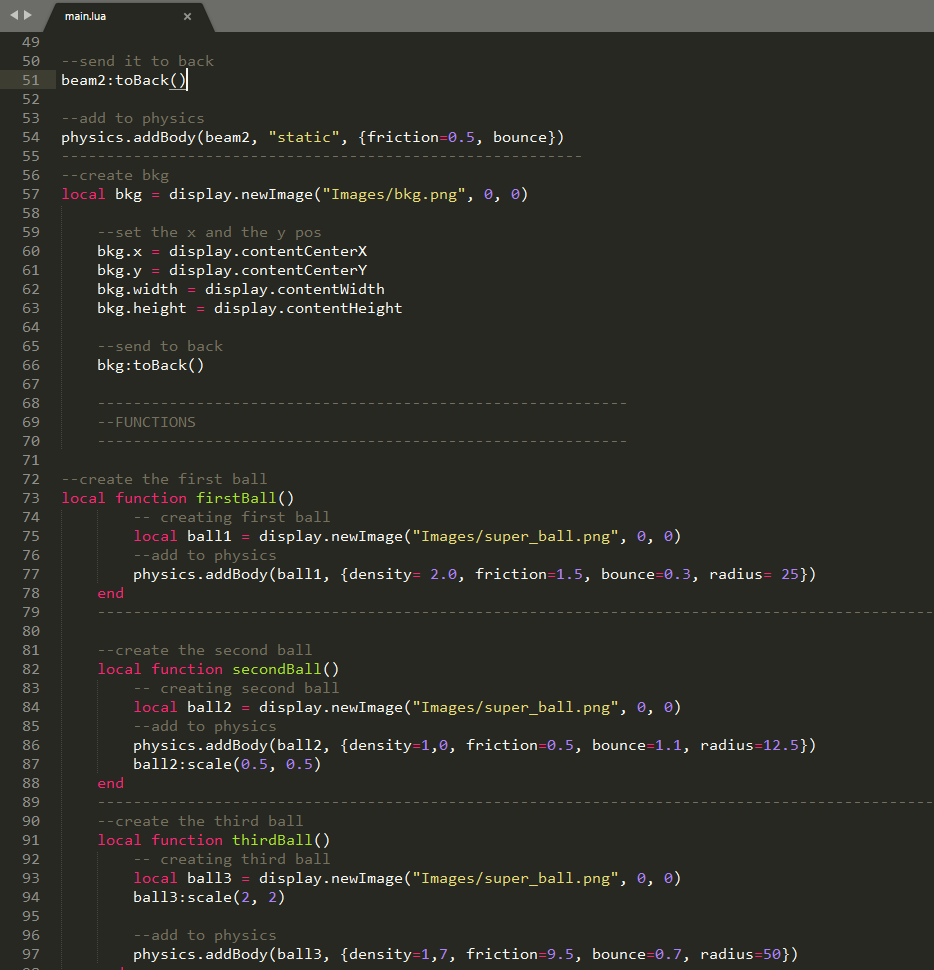 main.lua
49
50 --send it to back
51 beam2:toBack()
52
53 --add to physics
54 physics.addBody(beam2, "static", {friction=0.5, bounce})
55 ----------------------------------------------------------
56 --create bkg
57 local bkg = display.newImage("Images/bkg.png", 0, 0)
58
59 --set the x and the y pos
60 bkg.x = display.contentCenterX
61 bkg.y = display.contentCenterY
62 bkg.width = display.contentWidth
63 bkg.height = display.contentHeight
64
65 --send to back
66 bkg:toBack()
67
68 -----------------------------------------------------------
69 --FUNCTIONS
70 -----------------------------------------------------------
71
72 --create the first ball
73 local function firstBall()
74 -- creating first ball
75 local ball1 = display.newImage("Images/super_ball.png", 0, 0)
76 --add to physics
77 physics.addBody(ball1, {density= 2.0, friction=1.5, bounce=0.3, radius= 25})
78 end
79 ---------------------------------------------------------------------------------------------
80
81 --create the second ball
82 local function secondBall()
83 -- creating second ball
84 local ball2 = display.newImage("Images/super_ball.png", 0, 0)
85 --add to physics
86 physics.addBody(ball2, {density=1,0, friction=0.5, bounce=1.1, radius=12.5})
87 ball2:scale(0.5, 0.5)
88 end
89 ---------------------------------------------------------------------------------------------
90 --create the third ball
91 local function thirdBall()
92 -- creating third ball
93 local ball3 = display.newImage("Images/super_ball.png", 0, 0)
94 ball3:scale(2, 2)
95
96 --add to physics
97 physics.addBody(ball3, {density=1,7, friction=9.5, bounce=0.7, radius=50})